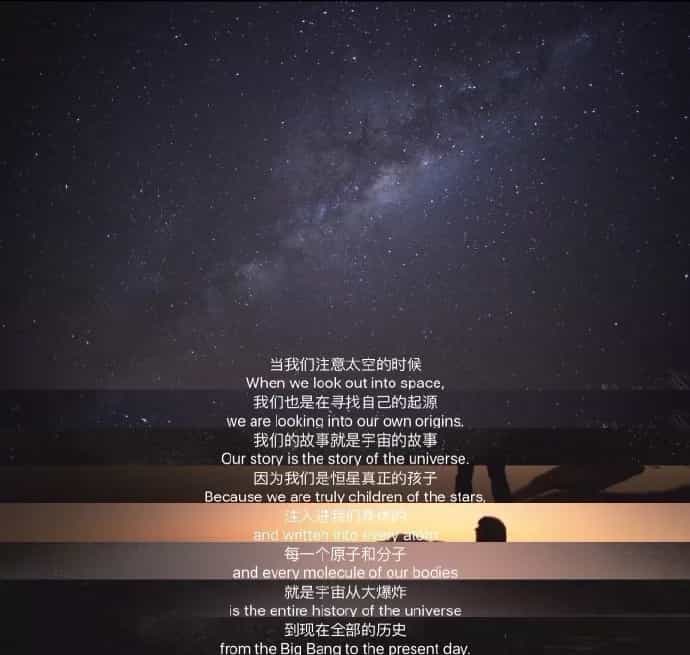 当我们注意太空的时候
When we look out into space,
我们也是在寻找自己的起源
we are looking into our own origins.
我们的故事就是宇宙的故事
Our story is the story of the universe.
因为我们是恒星真正的孩子
Because we are truly children of the stars,
注入进我们身体的
and written into every atom
每一个原子和分子
and every molecule of our bodies
就是宇宙从大爆炸
is the entire history of the universe
到现在全部的历史
from the Big Bang to the present day.